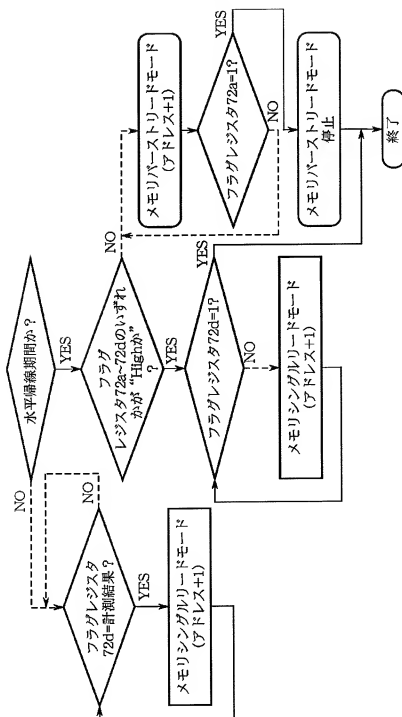 水平帰線期間か？
NO
YES
フラグレジスタ
72d=計測結果？
NO
YES
メモリシングルリードモード
(アドレス+1)
フラグ
レジスタ72a~72dのいずれ
かが“Highか”
？
NO
YES
フラグレジスタ72d=1?
YES
NO
メモリシングルリードモード
(アドレス+1)
メモリバーストリードモード
(アドレス+1)
フラグレジスタ72a=1?
YES
NO
メモリバーストリードモード
停止
終了